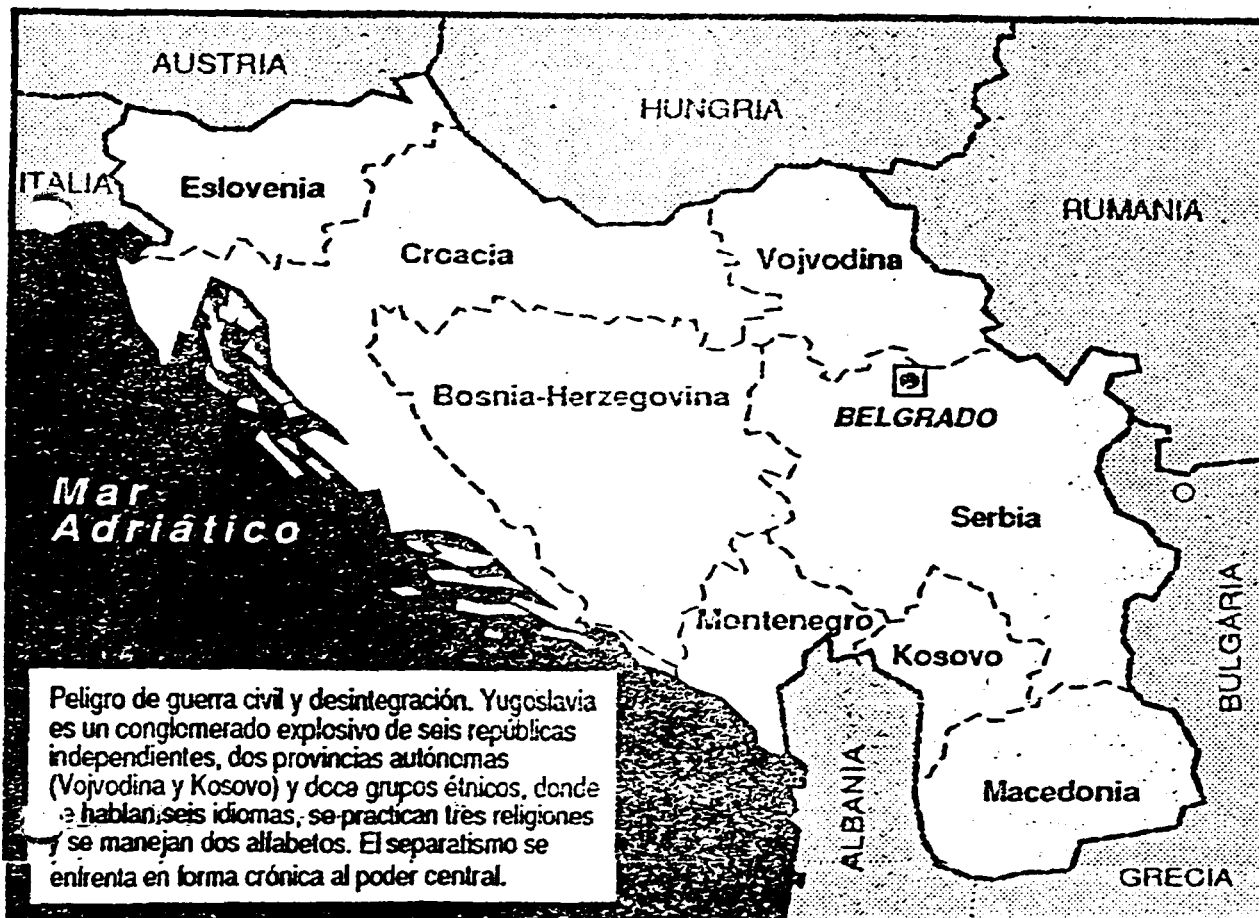 AUSTRIA
HUNGRIA
ITALIA
Eslovenia
RUMANIA
Croacia
Vojvodina
Bosnia-Herzegovina
BELGRADO
Mar
Adriático
Serbia
BULGARIA
Montenegro
Kosovo
Peligro de guerra civil y desintegración. Yugoslavia
es un conglomerado explosivo de seis repúblicas
independientes, dos provincias autónomas
(Vojvodina y Kosovo) y doce grupos étnicos, donde
hablan seis idiomas, se practican tres religiones
y se manejan dos alfabetos. El separatismo se
enfrenta en forma crónica al poder central.
ALBANIA
Macedonia
GRECIA